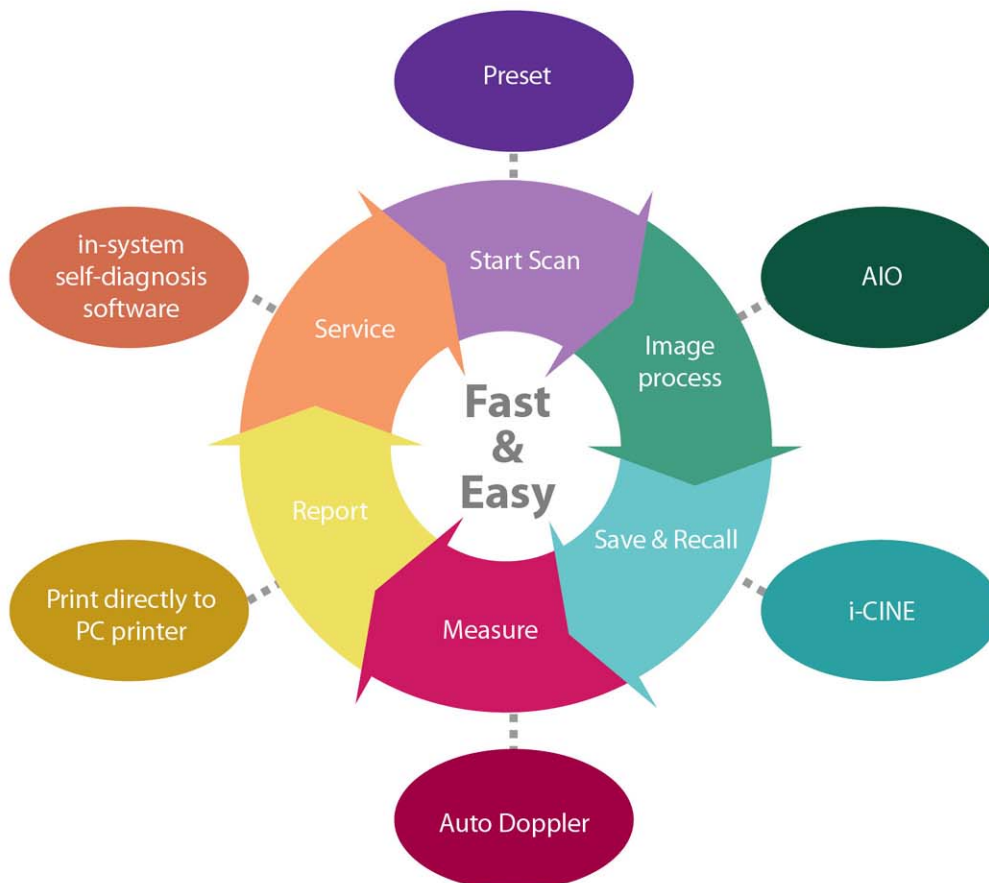 Preset
Start Scan
in-system
self-diagnosis
software
AIO
Service
Image
process
Fast
&
Easy
Report
Save & Recall
Print directly to
PC printer
i-CINE
Measure
Auto Doppler